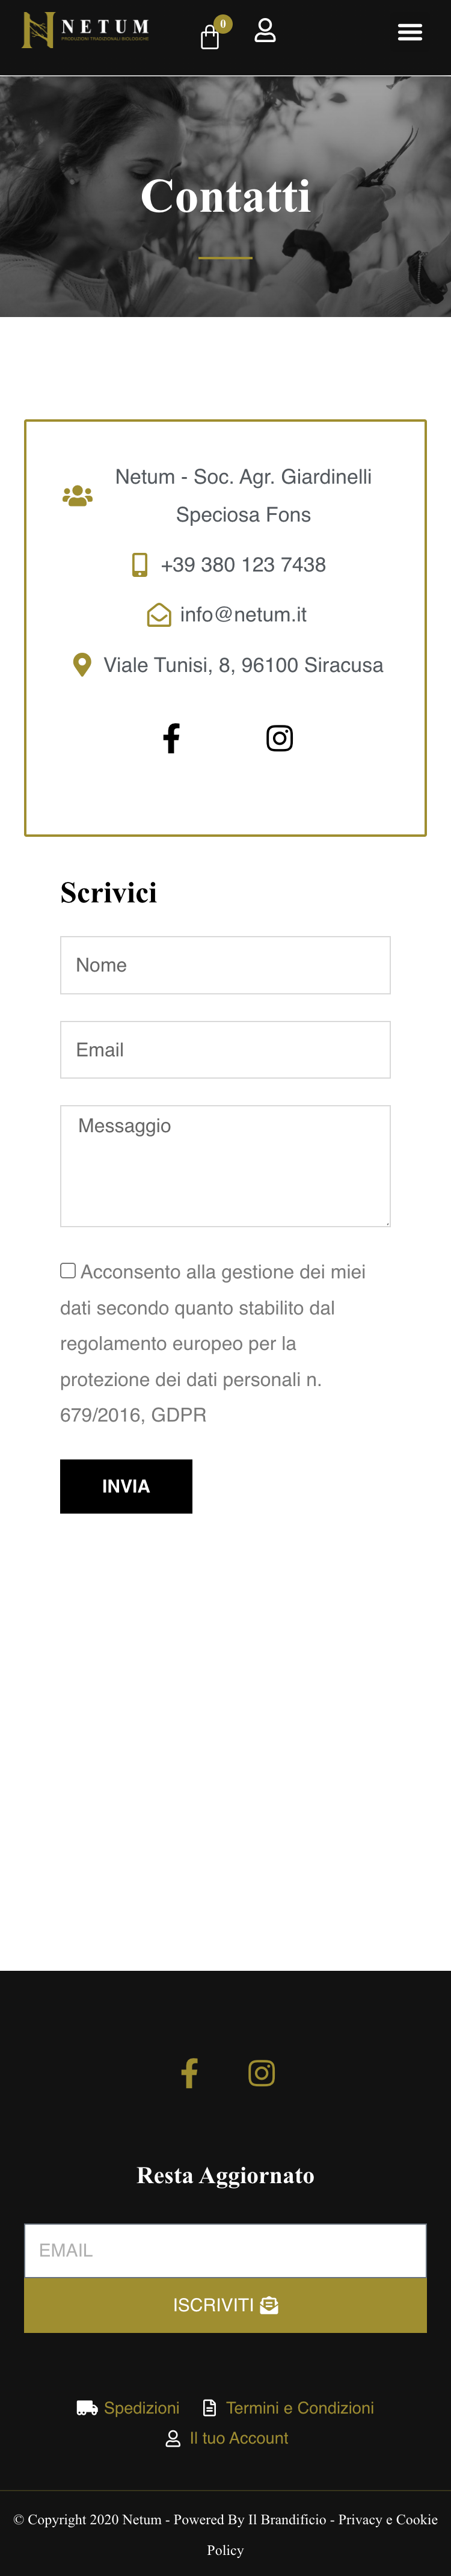 NETUM
PRODUZIONI TRADIZIONALI BIOLOGICHE
0
Contatti
Netum - Soc. Agr. Giardinelli
Speciosa Fons
+39 380 123 7438
info@netum.it
Viale Tunisi, 8, 96100 Siracusa
Scrivici
Nome
Email
Messaggio
Acconsento alla gestione dei miei
dati secondo quanto stabilito dal
regolamento europeo per la
protezione dei dati personali n.
679/2016, GDPR
INVIA
Resta Aggiornato
EMAIL
ISCRIVITI
Spedizioni Termini e Condizioni
Il tuo Account
© Copyright 2020 Netum - Powered By Il Brandificio - Privacy e Cookie
Policy